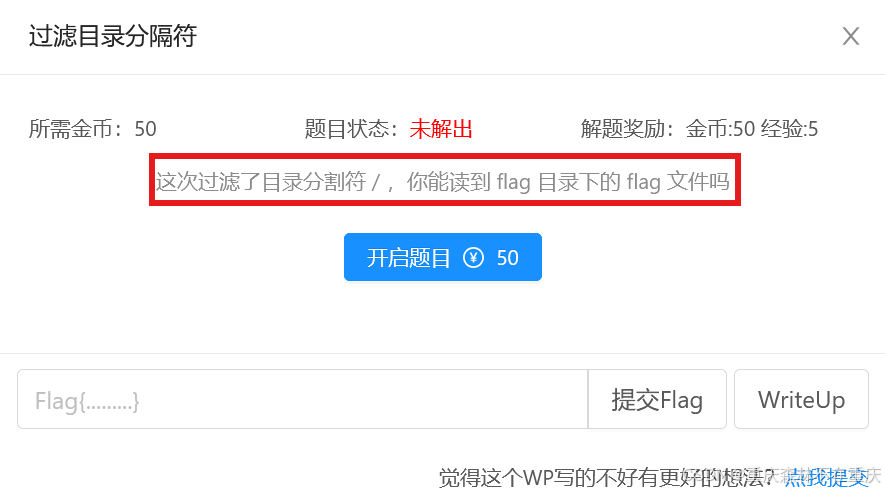 过滤目录分隔符
所需金币：50 题目状态：未解出 解题奖励：金币:50 经验:5
这次过滤了目录分割符 / ，你能读到 flag 目录下的 flag 文件吗
开启题目 ¥ 50
Flag{.........} 提交Flag WriteUp
觉得这个WP写的不好有更好的想法？点我提交